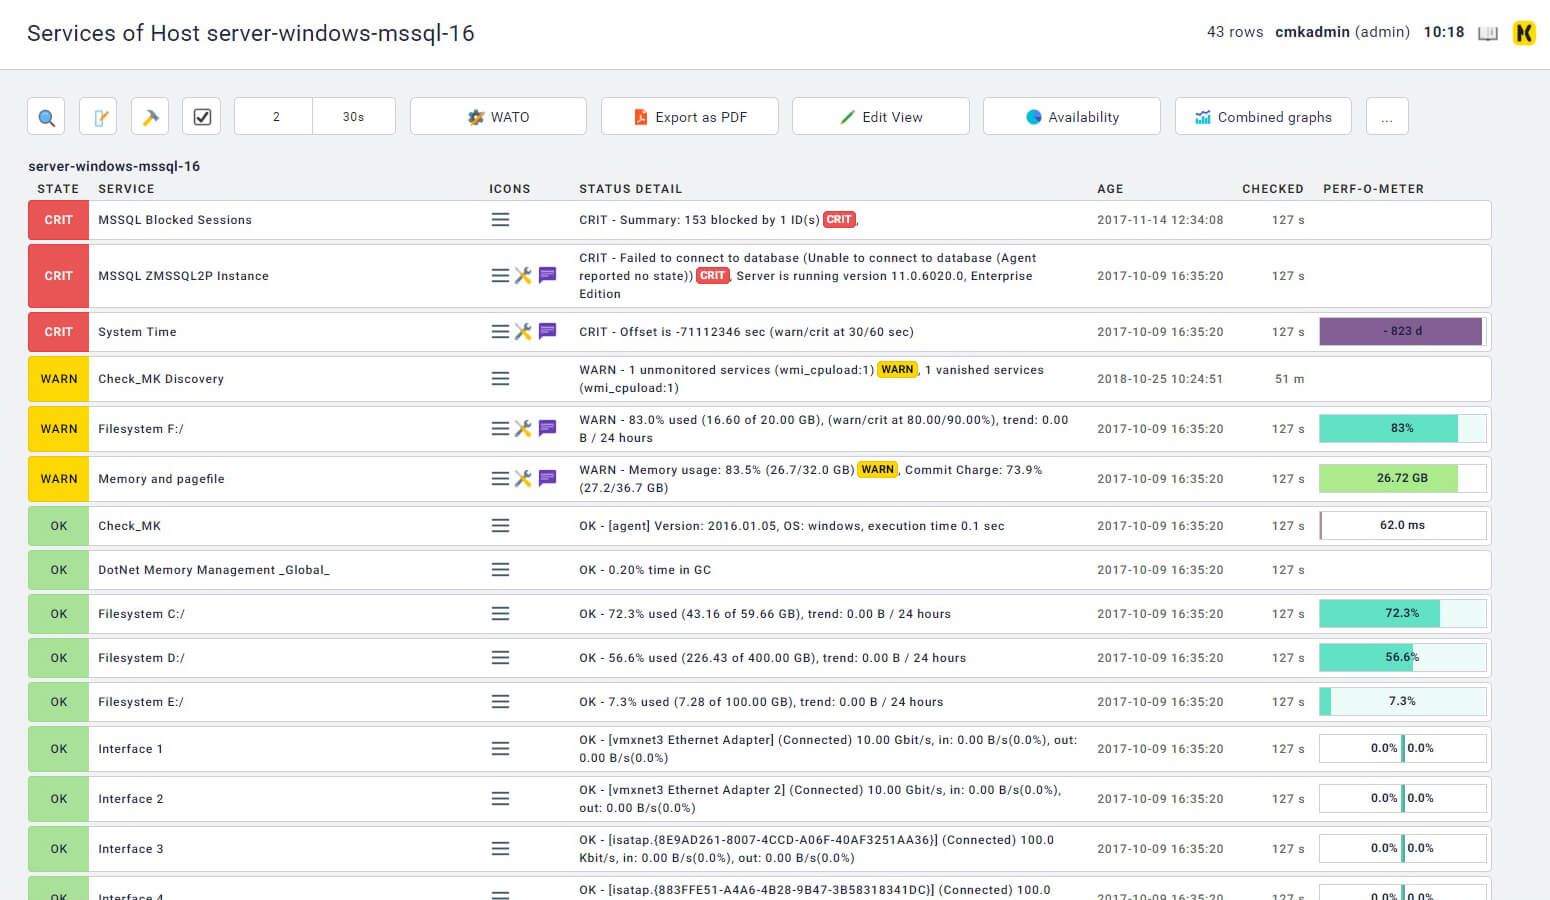 Services of Host server-windows-mssql-16
43 rows cmkadmin (admin) 10:18
2 30s WATO Export as PDF Edit View Availability Combined graphs ...
server-windows-mssql-16
STATE SERVICE ICONS STATUS DETAIL AGE CHECKED PERF-O-METER
CRIT MSSQL Blocked Sessions CRIT - Summary: 153 blocked by 1 ID(s) CRIT, 2017-11-14 12:34:08 127 s
CRIT MSSQL ZMSSQL2P Instance CRIT - Failed to connect to database (Unable to connect to database (Agent
reported no state)) CRIT, Server is running version 11.0.6020.0, Enterprise
Edition 2017-10-09 16:35:20 127 s
CRIT System Time CRIT - Offset is -71112346 sec (warn/crit at 30/60 sec) 2017-10-09 16:35:20 127 s - 823 d
WARN Check_MK Discovery WARN - 1 unmonitored services (wmi_cpuload:1) WARN, 1 vanished services
(wmi_cpuload:1) 2018-10-25 10:24:51 51 m
WARN Filesystem F:/ WARN - 83.0% used (16.60 of 20.00 GB), (warn/crit at 80.00/90.00%), trend: 0.00
B / 24 hours 2017-10-09 16:35:20 127 s 83%
WARN Memory and pagefile WARN - Memory usage: 83.5% (26.7/32.0 GB) WARN, Commit Charge: 73.9%
(27.2/36.7 GB) 2017-10-09 16:35:20 127 s 26.72 GB
OK Check_MK OK - [agent] Version: 2016.01.05, OS: windows, execution time 0.1 sec 2017-10-09 16:35:20 127 s 62.0 ms
OK DotNet Memory Management _Global_ OK - 0.20% time in GC 2017-10-09 16:35:20 127 s
OK Filesystem C:/ OK - 72.3% used (43.16 of 59.66 GB), trend: 0.00 B / 24 hours 2017-10-09 16:35:20 127 s 72.3%
OK Filesystem D:/ OK - 56.6% used (226.43 of 400.00 GB), trend: 0.00 B / 24 hours 2017-10-09 16:35:20 127 s 56.6%
OK Filesystem E:/ OK - 7.3% used (7.28 of 100.00 GB), trend: 0.00 B / 24 hours 2017-10-09 16:35:20 127 s 7.3%
OK Interface 1 OK - [vmxnet3 Ethernet Adapter] (Connected) 10.00 Gbit/s, in: 0.00 B/s(0.0%), out:
0.00 B/s(0.0%) 2017-10-09 16:35:20 127 s 0.0% 0.0%
OK Interface 2 OK - [vmxnet3 Ethernet Adapter 2] (Connected) 10.00 Gbit/s, in: 0.00 B/s(0.0%),
out: 0.00 B/s(0.0%) 2017-10-09 16:35:20 127 s 0.0% 0.0%
OK Interface 3 OK - [isatap.{8E9AD261-8007-4CCD-A06F-40AF3251AA36}] (Connected) 100.0
Kbit/s, in: 0.00 B/s(0.0%), out: 0.00 B/s(0.0%) 2017-10-09 16:35:20 127 s 0.0% 0.0%
OK Interface 4 OK - [isatap.{883FFE51-A4A6-4B28-9B47-3B58318341DC}] (Connected) 100.0
2017-10-09 16:35:20 127 s 0.0% 0.0%